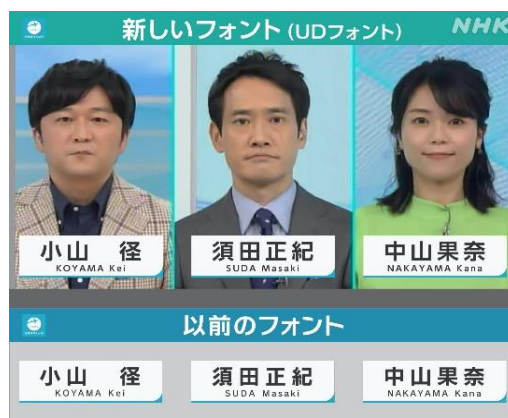 新しいフォント(UDフォント)
NHK
小山 径
KOYAMA Kei
須田正紀
SUDA Masaki
中山果奈
NAKAYAMA Kana
以前のフォント
小山 径
KOYAMA Kei
須田正紀
SUDA Masaki
中山果奈
NAKAYAMA Kana